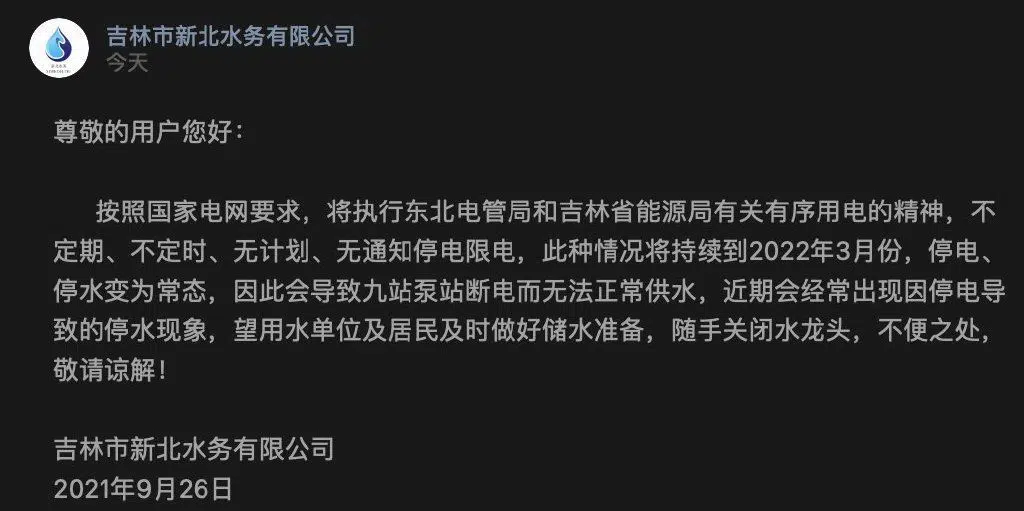 吉林市新北水务有限公司
今天
尊敬的用户您好：
按照国家电网要求，将执行东北电管局和吉林省能源局有关有序用电的精神，不
定期、不定时、无计划、无通知停电限电，此种情况将持续到2022年3月份，停电、
停水变为常态，因此会导致九站泵站断电而无法正常供水，近期会经常出现因停电导
致的停水现象，望用水单位及居民及时做好储水准备，随手关闭水龙头，不便之处，
敬请谅解！
吉林市新北水务有限公司
2021年9月26日